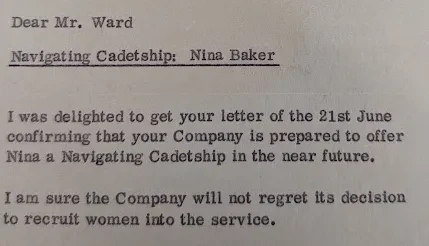 Dear Mr. Ward
Navigating Cadetship: Nina Baker
I was delighted to get your letter of the 21st June
confirming that your Company is prepared to offer
Nina a Navigating Cadetship in the near future.
I am sure the Company will not regret its decision
to recruit women into the service.